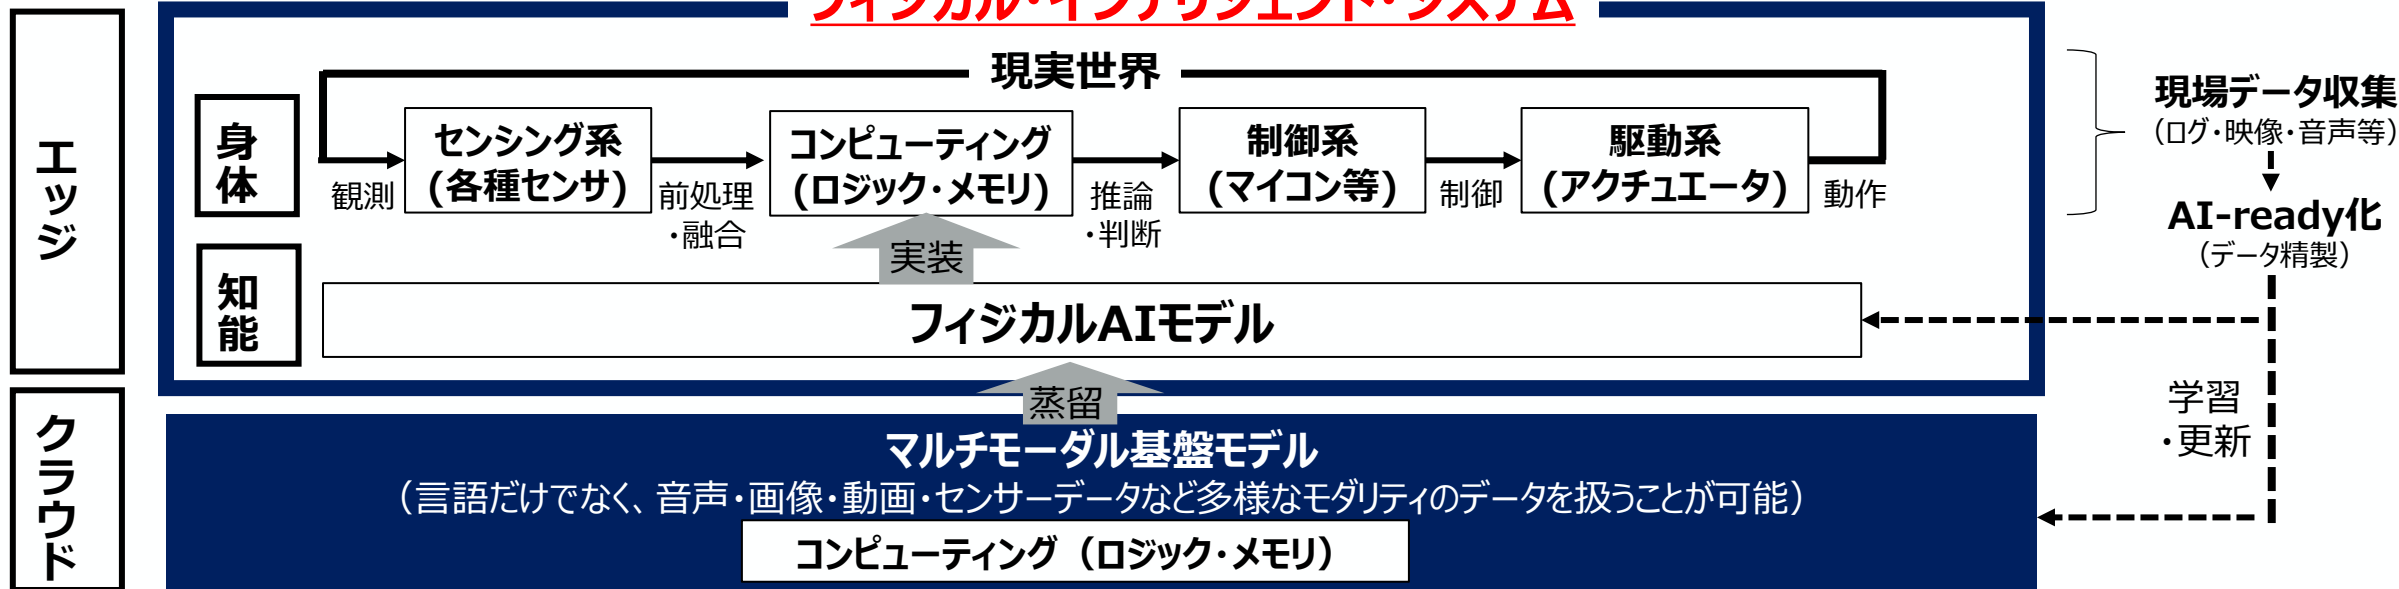 フィジカル・インテリジェント・システム
エッジ
現実世界
身体
センシング系
(各種センサ)
コンピューティング
(ロジック・メモリ)
制御系
(マイコン等)
駆動系
(アクチュエータ)
観測
前処理
・融合
推論
・判断
制御
動作
実装
知能
フィジカルAIモデル
蒸留
クラウド
マルチモーダル基盤モデル
（言語だけでなく、音声・画像・動画・センサーデータなど多様なモダリティのデータを扱うことが可能）
コンピューティング（ロジック・メモリ）
現場データ収集
（ログ・映像・音声等）
AI-ready化
（データ精製）
学習
・更新